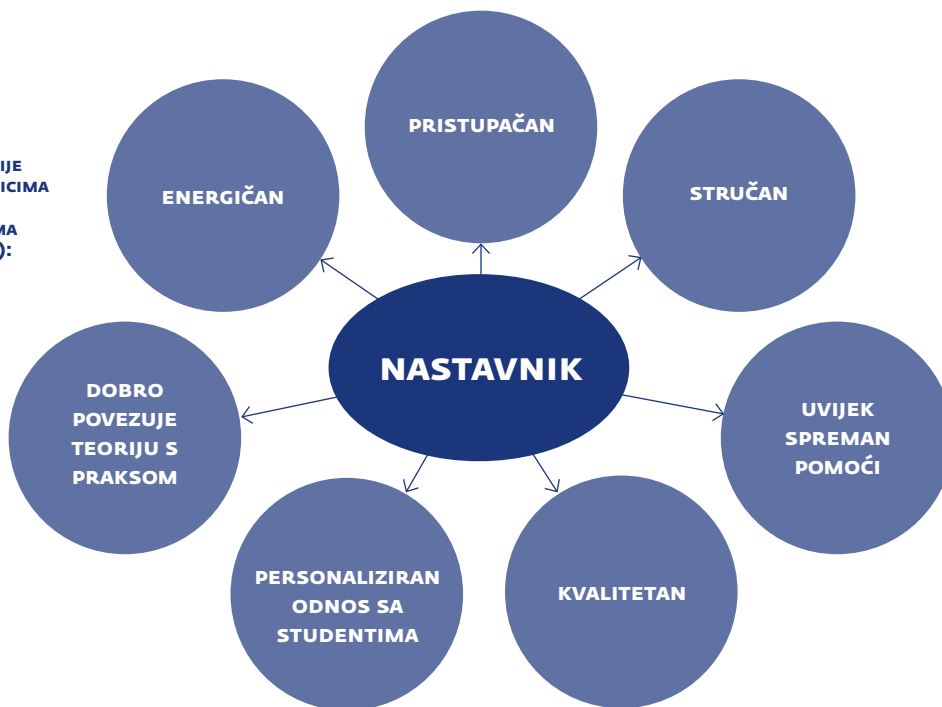 PRISTUPAČAN
ENERGIČAN
STRUČAN
NASTAVNIK
DOBRO
POVEZUJE
TEORIJU S
PRAKSOM
UVIJEK
SPREMAN
POMOĆI
PERSONALIZIRAN
ODNOS SA
STUDENTIMA
KVALITETAN